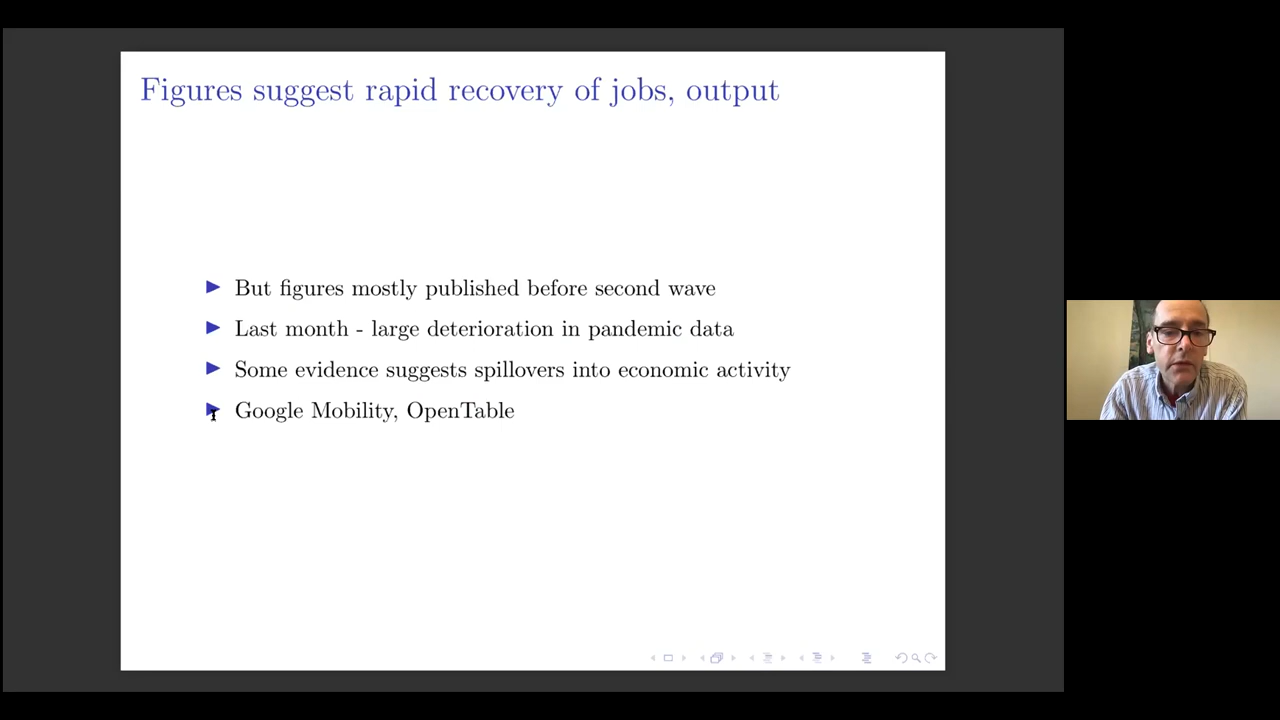 Figures suggest rapid recovery of jobs, output
But figures mostly published before second wave
Last month - large deterioration in pandemic data
Some evidence suggests spillovers into economic activity
Google Mobility, OpenTable